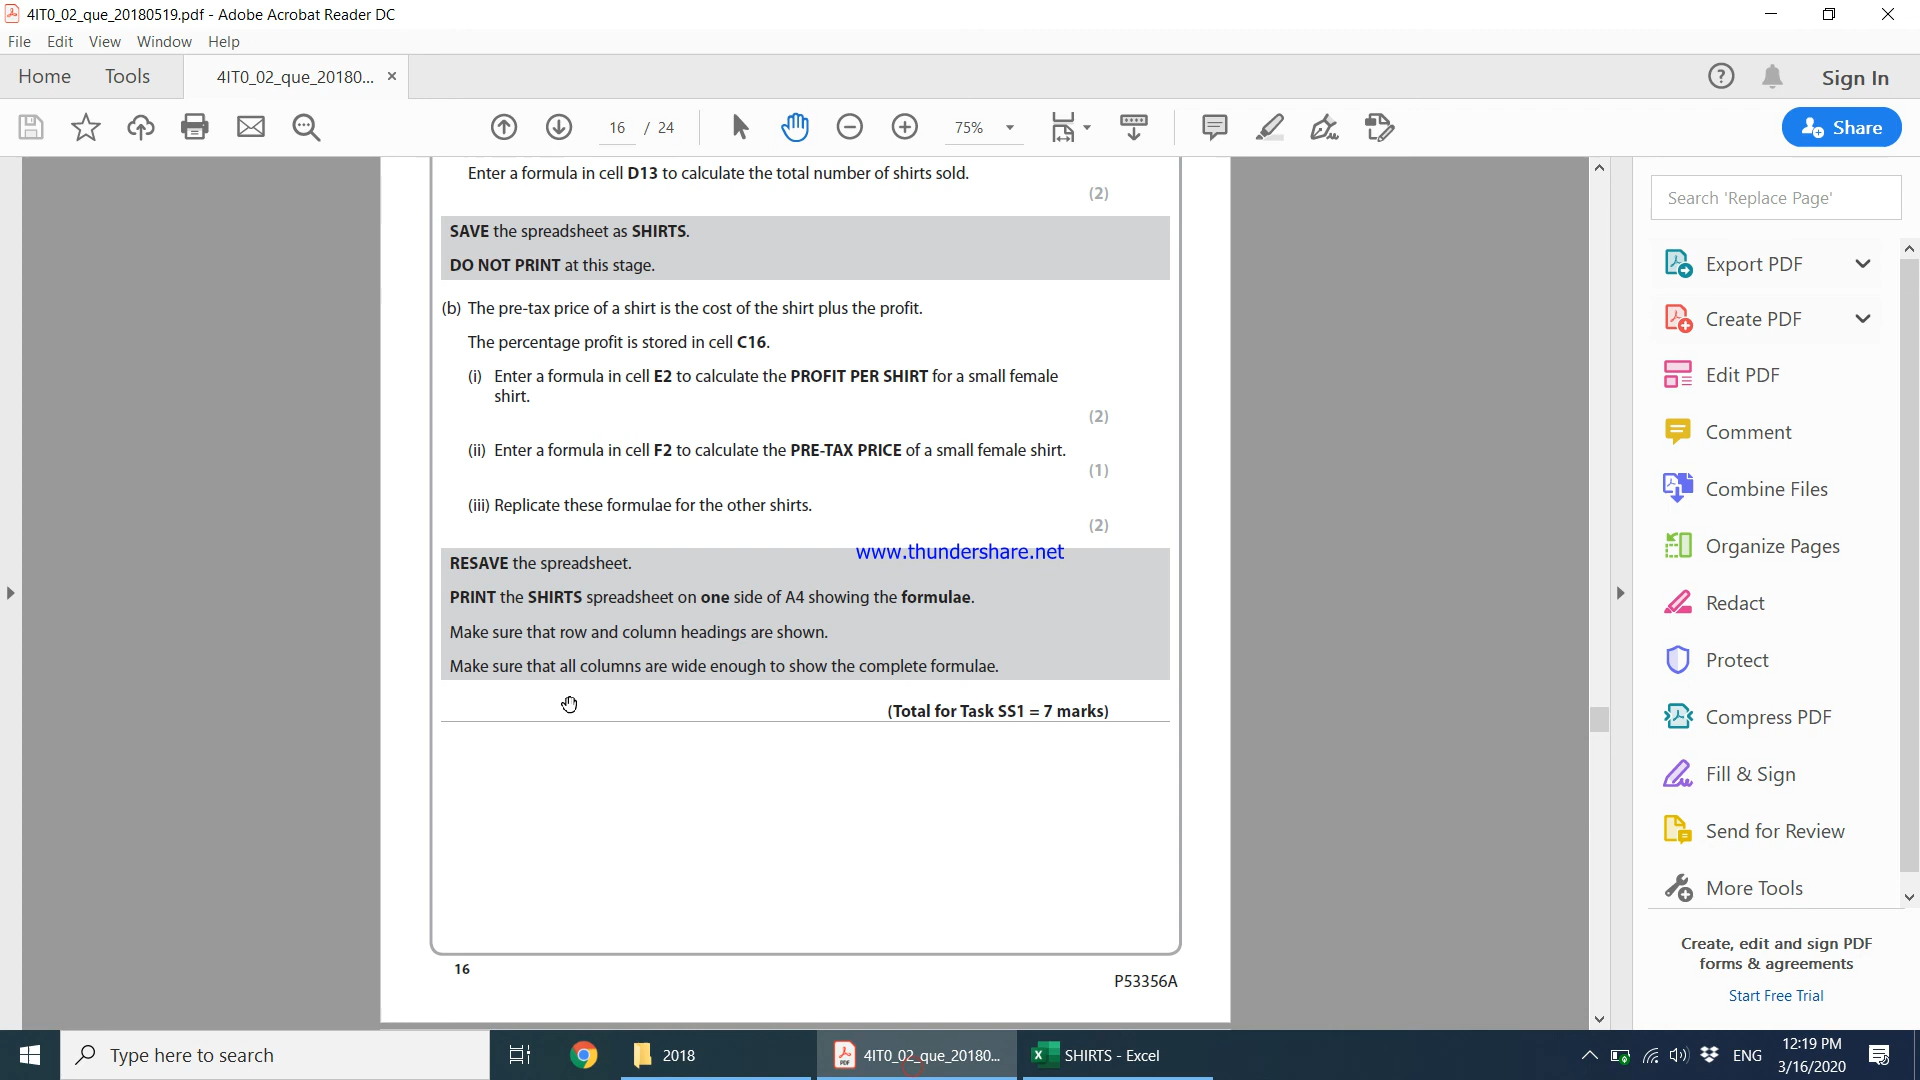 4IT0_02_que_20180519.pdf - Adobe Acrobat Reader DC
File Edit View Window Help
Home Tools 4IT0_02_que_20180... × Sign In
16 / 24 75% Share
Enter a formula in cell D13 to calculate the total number of shirts sold.
(2)
SAVE the spreadsheet as SHIRTS.
DO NOT PRINT at this stage.
(b) The pre-tax price of a shirt is the cost of the shirt plus the profit.
The percentage profit is stored in cell C16.
(i) Enter a formula in cell E2 to calculate the PROFIT PER SHIRT for a small female
shirt.
(2)
(ii) Enter a formula in cell F2 to calculate the PRE-TAX PRICE of a small female shirt.
(1)
(iii) Replicate these formulae for the other shirts.
(2)
www.thundershare.net
RESAVE the spreadsheet.
PRINT the SHIRTS spreadsheet on one side of A4 showing the formulae.
Make sure that row and column headings are shown.
Make sure that all columns are wide enough to show the complete formulae.
(Total for Task SS1 = 7 marks)
16
P53356A
Search 'Replace Page'
Export PDF
Create PDF
Edit PDF
Comment
Combine Files
Organize Pages
Redact
Protect
Compress PDF
Fill & Sign
Send for Review
More Tools
Create, edit and sign PDF
forms & agreements
Start Free Trial
Type here to search
2018
4IT0_02_que_20180...
SHIRTS - Excel
ENG
12:19 PM
3/16/2020